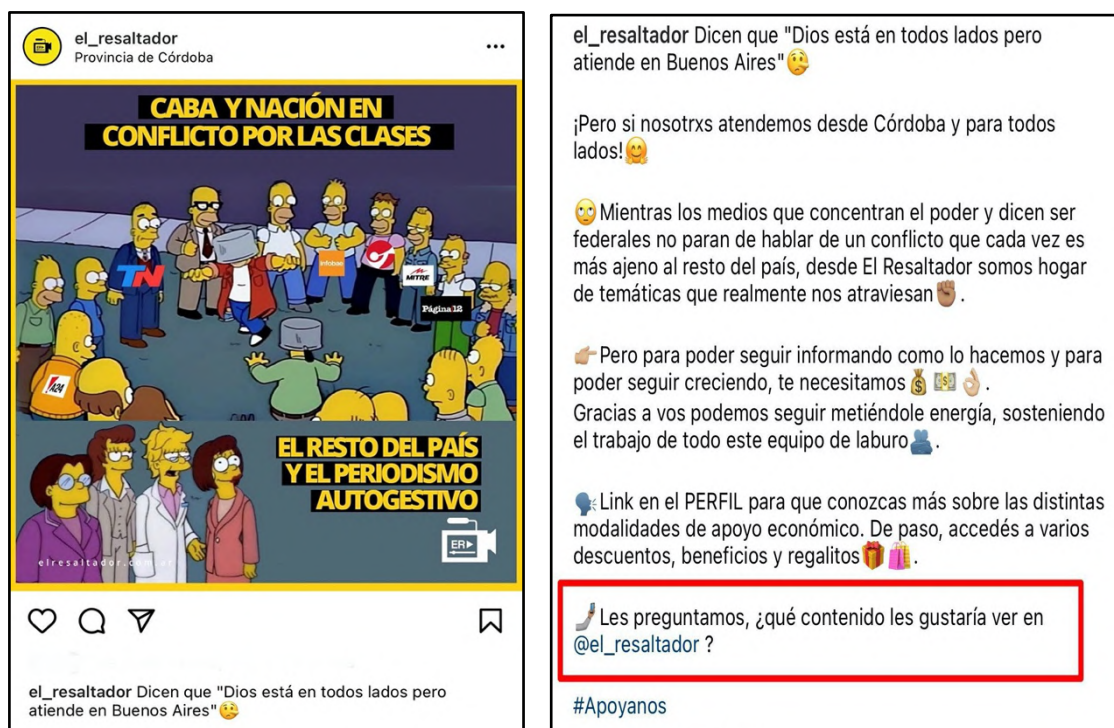 el_resaltador
Provincia de Córdoba
CABA Y NACIÓN EN
CONFLICTO POR LAS CLASES
TN
infobae
MITRE
Página 12
A24
EL RESTO DEL PAÍS
Y EL PERIODISMO
AUTOGESTIVO
ER
elresaltador.com.ar
el_resaltador Dicen que "Dios está en todos lados pero
atiende en Buenos Aires"🤥
el_resaltador Dicen que "Dios está en todos lados pero
atiende en Buenos Aires"🤥
¡Pero si nosotrxs atendemos desde Córdoba y para todos
lados!🤗
🙄Mientras los medios que concentran el poder y dicen ser
federales no paran de hablar de un conflicto que cada vez es
más ajeno al resto del país, desde El Resaltador somos hogar
de temáticas que realmente nos atraviesan✊🏽.
👉🏼Pero para poder seguir informando como lo hacemos y para
poder seguir creciendo, te necesitamos💰💵👌🏼.
Gracias a vos podemos seguir metiéndole energía, sosteniendo
el trabajo de todo este equipo de laburo🫂.
🗣Link en el PERFIL para que conozcas más sobre las distintas
modalidades de apoyo económico. De paso, accedés a varios
descuentos, beneficios y regalitos🎁🛍.
🤳Les preguntamos, ¿qué contenido les gustaría ver en
@el_resaltador ?
#Apoyanos